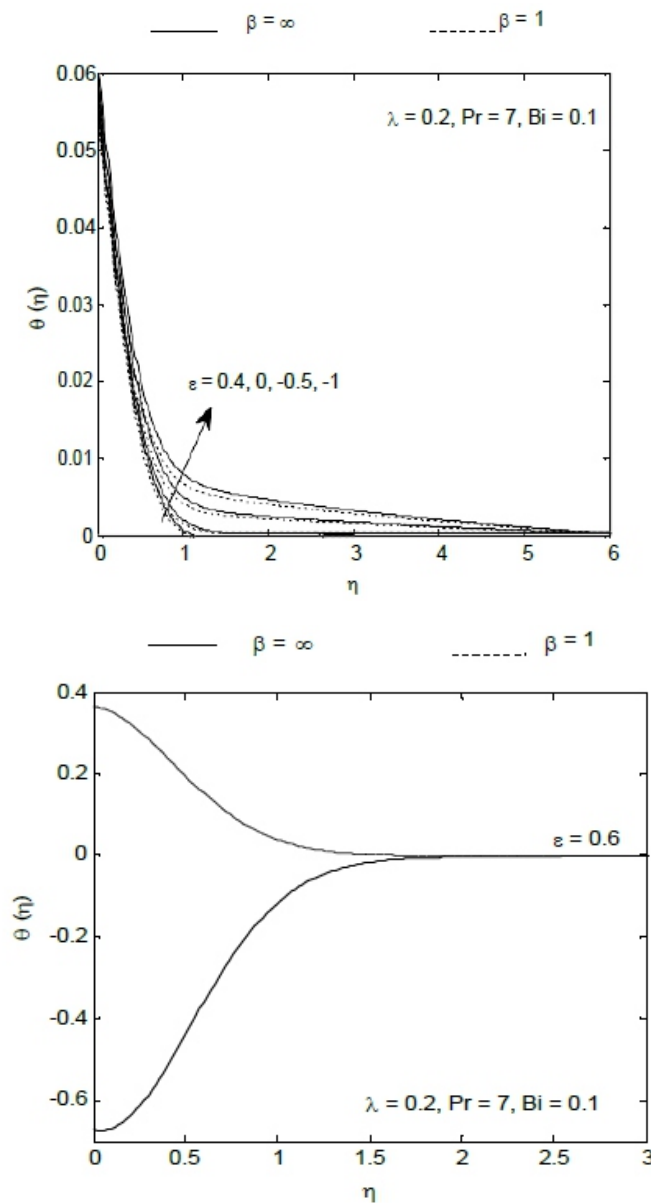 β = ∞ β = 1
0.06
λ = 0.2, Pr = 7, Bi = 0.1
0.05
0.04
0.03
θ (η)
0.02
ε = 0.4, 0, -0.5, -1
0.01
0
0 1 2 3 4 5 6
η
β = ∞ β = 1
0.4
0.2
ε = 0.6
0
θ (η)
-0.2
-0.4
-0.6
λ = 0.2, Pr = 7, Bi = 0.1
0 0.5 1 1.5 2 2.5 3
η